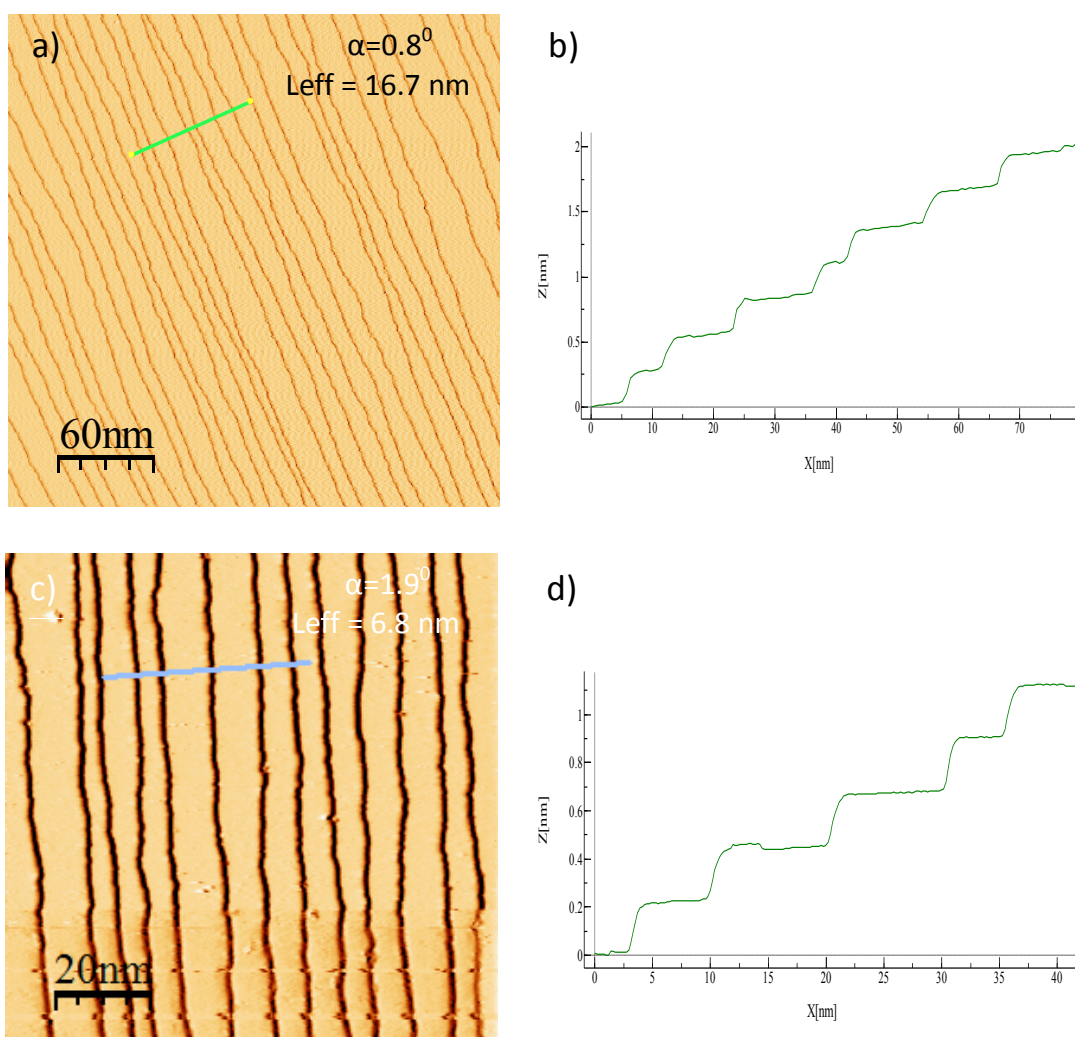 a)
α=0.8⁰
Leff = 16.7 nm
60nm
b)
2
1.5
1
0.5
0
Z[nm]
0 10 20 30 40 50 60 70
X[nm]
c)
α=1.9⁰
Leff = 6.8 nm
20nm
d)
1
0.8
0.6
0.4
0.2
0
Z[nm]
0 5 10 15 20 25 30 35 40
X[nm]